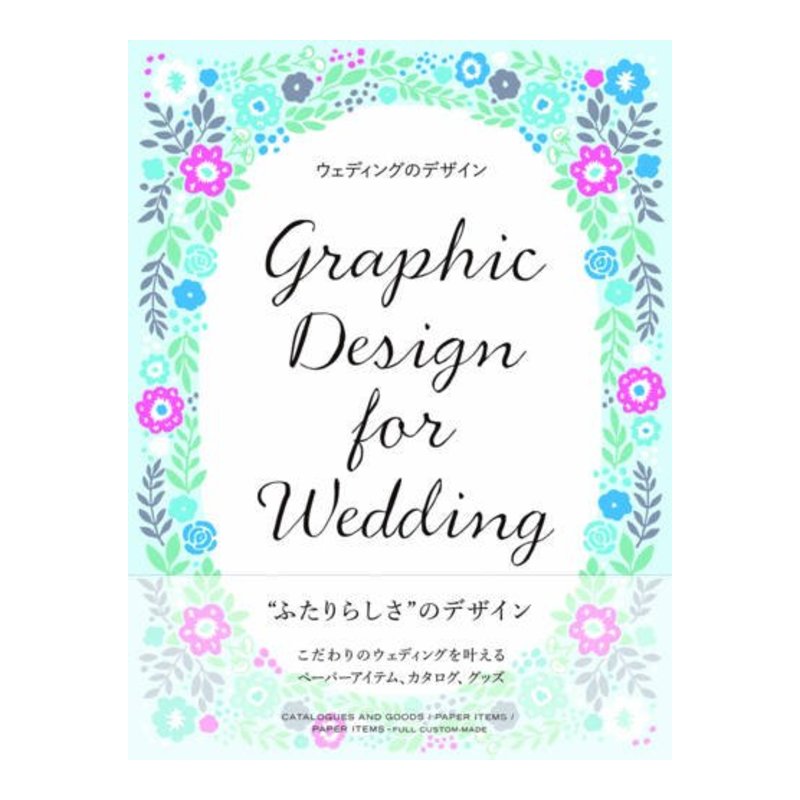 ウェディングのデザイン
Graphic
Design
for
Wedding
“ふたりらしさ”のデザイン
こだわりのウェディングを叶える
ペーパーアイテム、カタログ、グッズ
CATALOGUES AND GOODS / PAPER ITEMS /
PAPER ITEMS –FULL CUSTOM-MADE